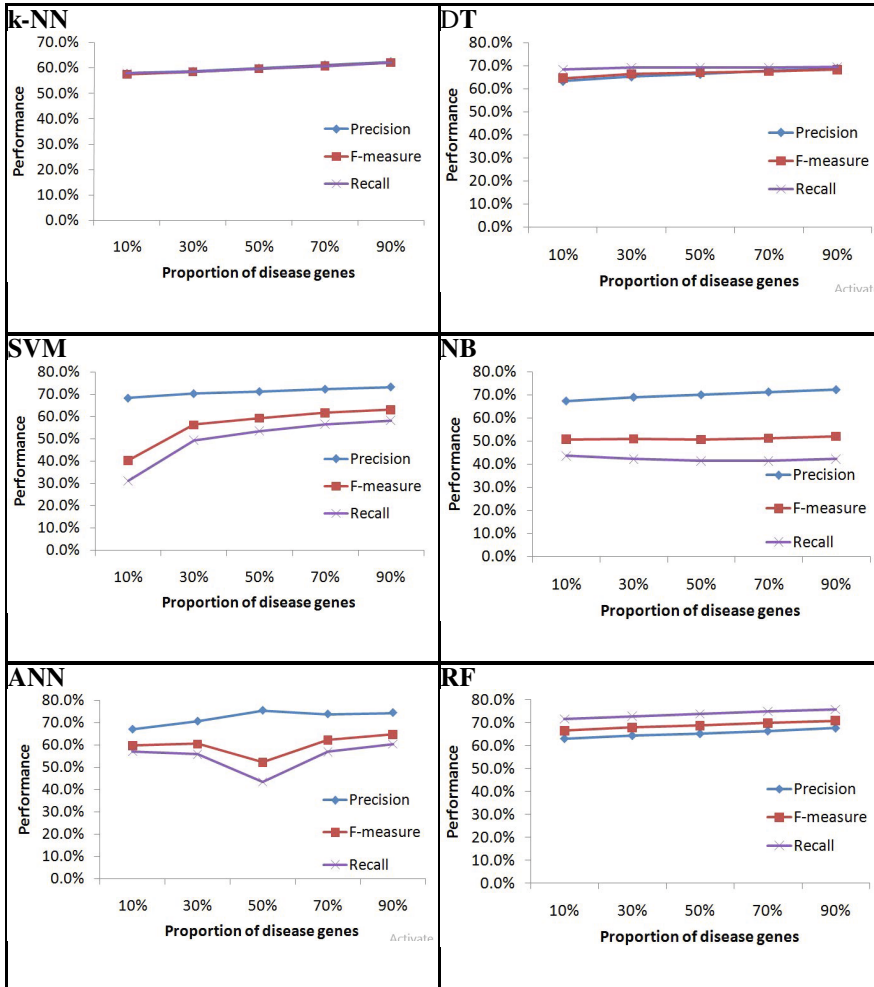 k-NN
70.0%
60.0%
50.0%
40.0%
30.0%
20.0%
10.0%
0.0%
Performance
Precision
F-measure
Recall
10% 30% 50% 70% 90%
Proportion of disease genes
DT
80.0%
70.0%
60.0%
50.0%
40.0%
30.0%
20.0%
10.0%
0.0%
Performance
Precision
F-measure
Recall
10% 30% 50% 70% 90%
Proportion of disease genes
Activat
SVM
80.0%
70.0%
60.0%
50.0%
40.0%
30.0%
20.0%
10.0%
0.0%
Performance
Precision
F-measure
Recall
10% 30% 50% 70% 90%
Proportion of disease genes
NB
80.0%
70.0%
60.0%
50.0%
40.0%
30.0%
20.0%
10.0%
0.0%
Performance
Precision
F-measure
Recall
10% 30% 50% 70% 90%
Proportion of disease genes
ANN
80.0%
70.0%
60.0%
50.0%
40.0%
30.0%
20.0%
10.0%
0.0%
Performance
Precision
F-measure
Recall
10% 30% 50% 70% 90%
Proportion of disease genes
Activate
RF
80.0%
70.0%
60.0%
50.0%
40.0%
30.0%
20.0%
10.0%
0.0%
Performance
Precision
F-measure
Recall
10% 30% 50% 70% 90%
Proportion of disease genes